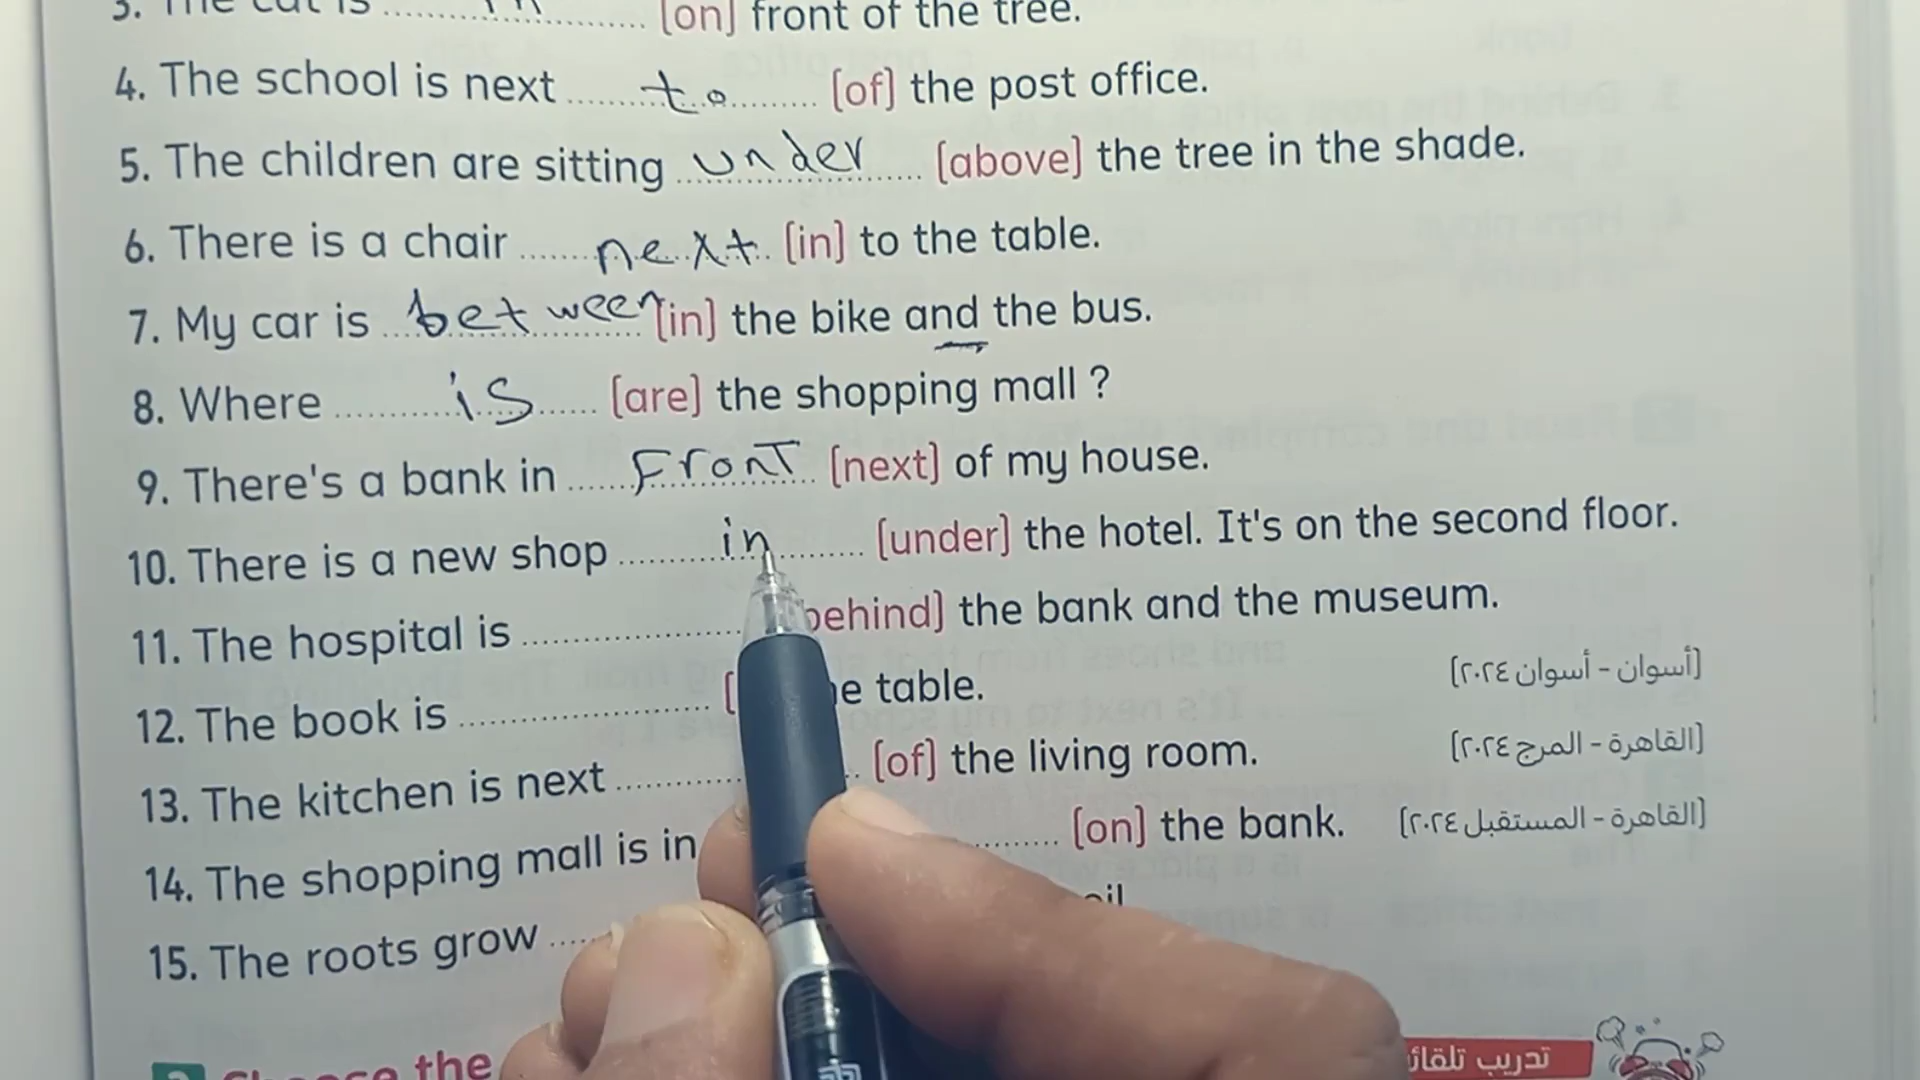 3. The cat is ........ in ........ [on] front of the tree.
4. The school is next ........ to ........ [of] the post office.
5. The children are sitting under ........ [above] the tree in the shade.
6. There is a chair ........ next [in] to the table.
7. My car is between [in] the bike and the bus.
8. Where ........ is ........ [are] the shopping mall ?
9. There's a bank in ........ Front [next] of my house.
10. There is a new shop ........ in ........ [under] the hotel. It's on the second floor.
11. The hospital is ........ behind] the bank and the museum.
12. The book is ........ [ table. [أسوان - أسوان ٢٠٢٤]
13. The kitchen is next ........ [of] the living room. [القاهرة - المرج ٢٠٢٤]
14. The shopping mall is in ........ [on] the bank. [القاهرة - المستقبل ٢٠٢٤]
15. The roots grow ........
the
تدريب